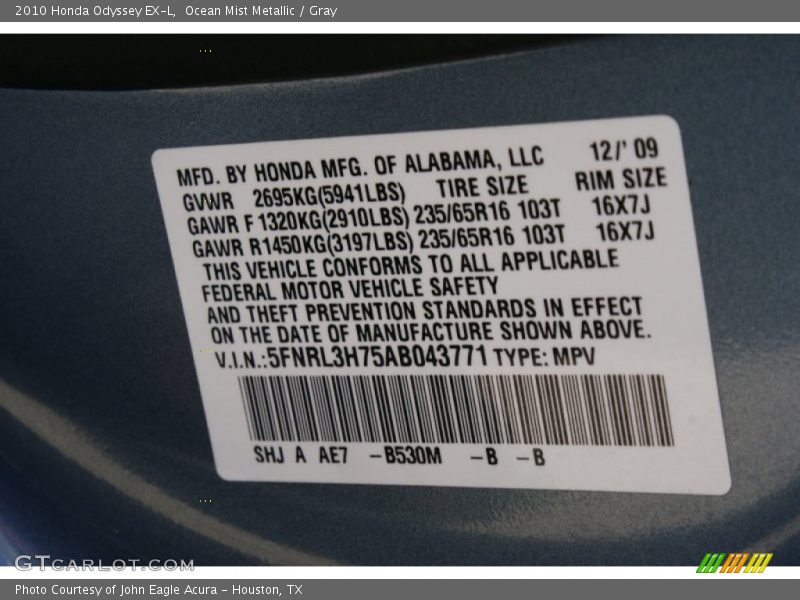 2010 Honda Odyssey EX-L,  Ocean Mist Metallic / Gray
MFD. BY HONDA MFG. OF ALABAMA, LLC 12/' 09
GVWR 2695KG(5941LBS) TIRE SIZE RIM SIZE
GAWR F 1320KG(2910LBS) 235/65R16 103T 16X7J
GAWR R1450KG(3197LBS) 235/65R16 103T 16X7J
THIS VEHICLE CONFORMS TO ALL APPLICABLE
FEDERAL MOTOR VEHICLE SAFETY
AND THEFT PREVENTION STANDARDS IN EFFECT
ON THE DATE OF MANUFACTURE SHOWN ABOVE.
V.I.N.:5FNRL3H75AB043771 TYPE: MPV
SHJ A AE7 -B530M -B -B
GTCARLOT.COM
Photo Courtesy of John Eagle Acura - Houston, TX